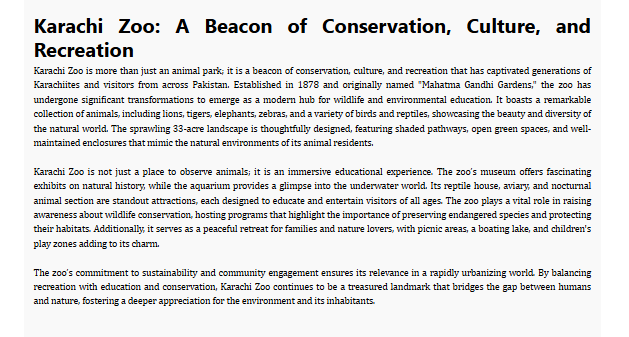 Karachi Zoo: A Beacon of Conservation, Culture, and
Recreation
Karachi Zoo is more than just an animal park; it is a beacon of conservation, culture, and recreation that has captivated generations of
Karachiites and visitors from across Pakistan. Established in 1878 and originally named "Mahatma Gandhi Gardens," the zoo has
undergone significant transformations to emerge as a modern hub for wildlife and environmental education. It boasts a remarkable
collection of animals, including lions, tigers, elephants, zebras, and a variety of birds and reptiles, showcasing the beauty and diversity of
the natural world. The sprawling 33-acre landscape is thoughtfully designed, featuring shaded pathways, open green spaces, and well-
maintained enclosures that mimic the natural environments of its animal residents.
Karachi Zoo is not just a place to observe animals; it is an immersive educational experience. The zoo's museum offers fascinating
exhibits on natural history, while the aquarium provides a glimpse into the underwater world. Its reptile house, aviary, and nocturnal
animal section are standout attractions, each designed to educate and entertain visitors of all ages. The zoo plays a vital role in raising
awareness about wildlife conservation, hosting programs that highlight the importance of preserving endangered species and protecting
their habitats. Additionally, it serves as a peaceful retreat for families and nature lovers, with picnic areas, a boating lake, and children's
play zones adding to its charm.
The zoo's commitment to sustainability and community engagement ensures its relevance in a rapidly urbanizing world. By balancing
recreation with education and conservation, Karachi Zoo continues to be a treasured landmark that bridges the gap between humans
and nature, fostering a deeper appreciation for the environment and its inhabitants.